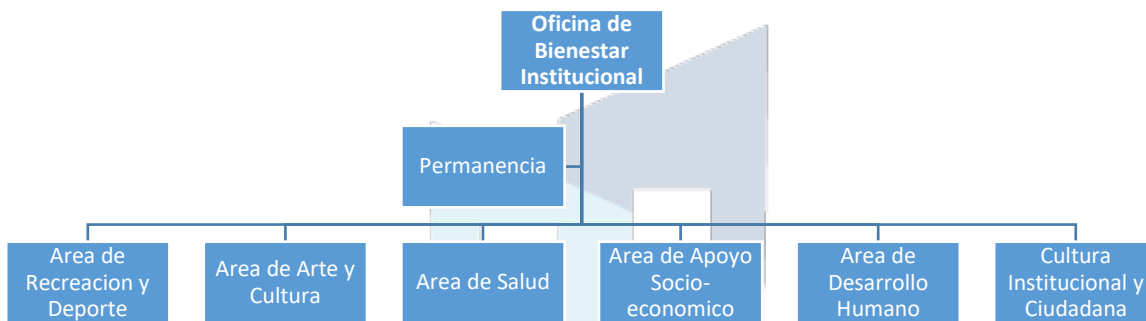 Oficina de
Bienestar
Institucional
Permanencia
Area de
Recreacion y
Deporte
Area de Arte y
Cultura
Area de Salud
Area de Apoyo
Socio-
economico
Area de
Desarrollo
Humano
Cultura
Institucional y
Ciudadana